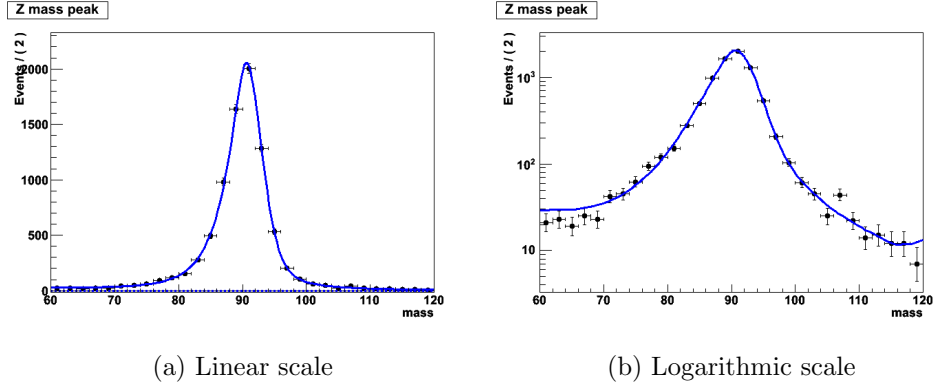 Z mass peak
Events / ( 2 )
2000
1500
1000
500
0
60 70 80 90 100 110 120
mass
(a) Linear scale
Z mass peak
Events / ( 2 )
10³
10²
10
60 70 80 90 100 110 120
mass
(b) Logarithmic scale